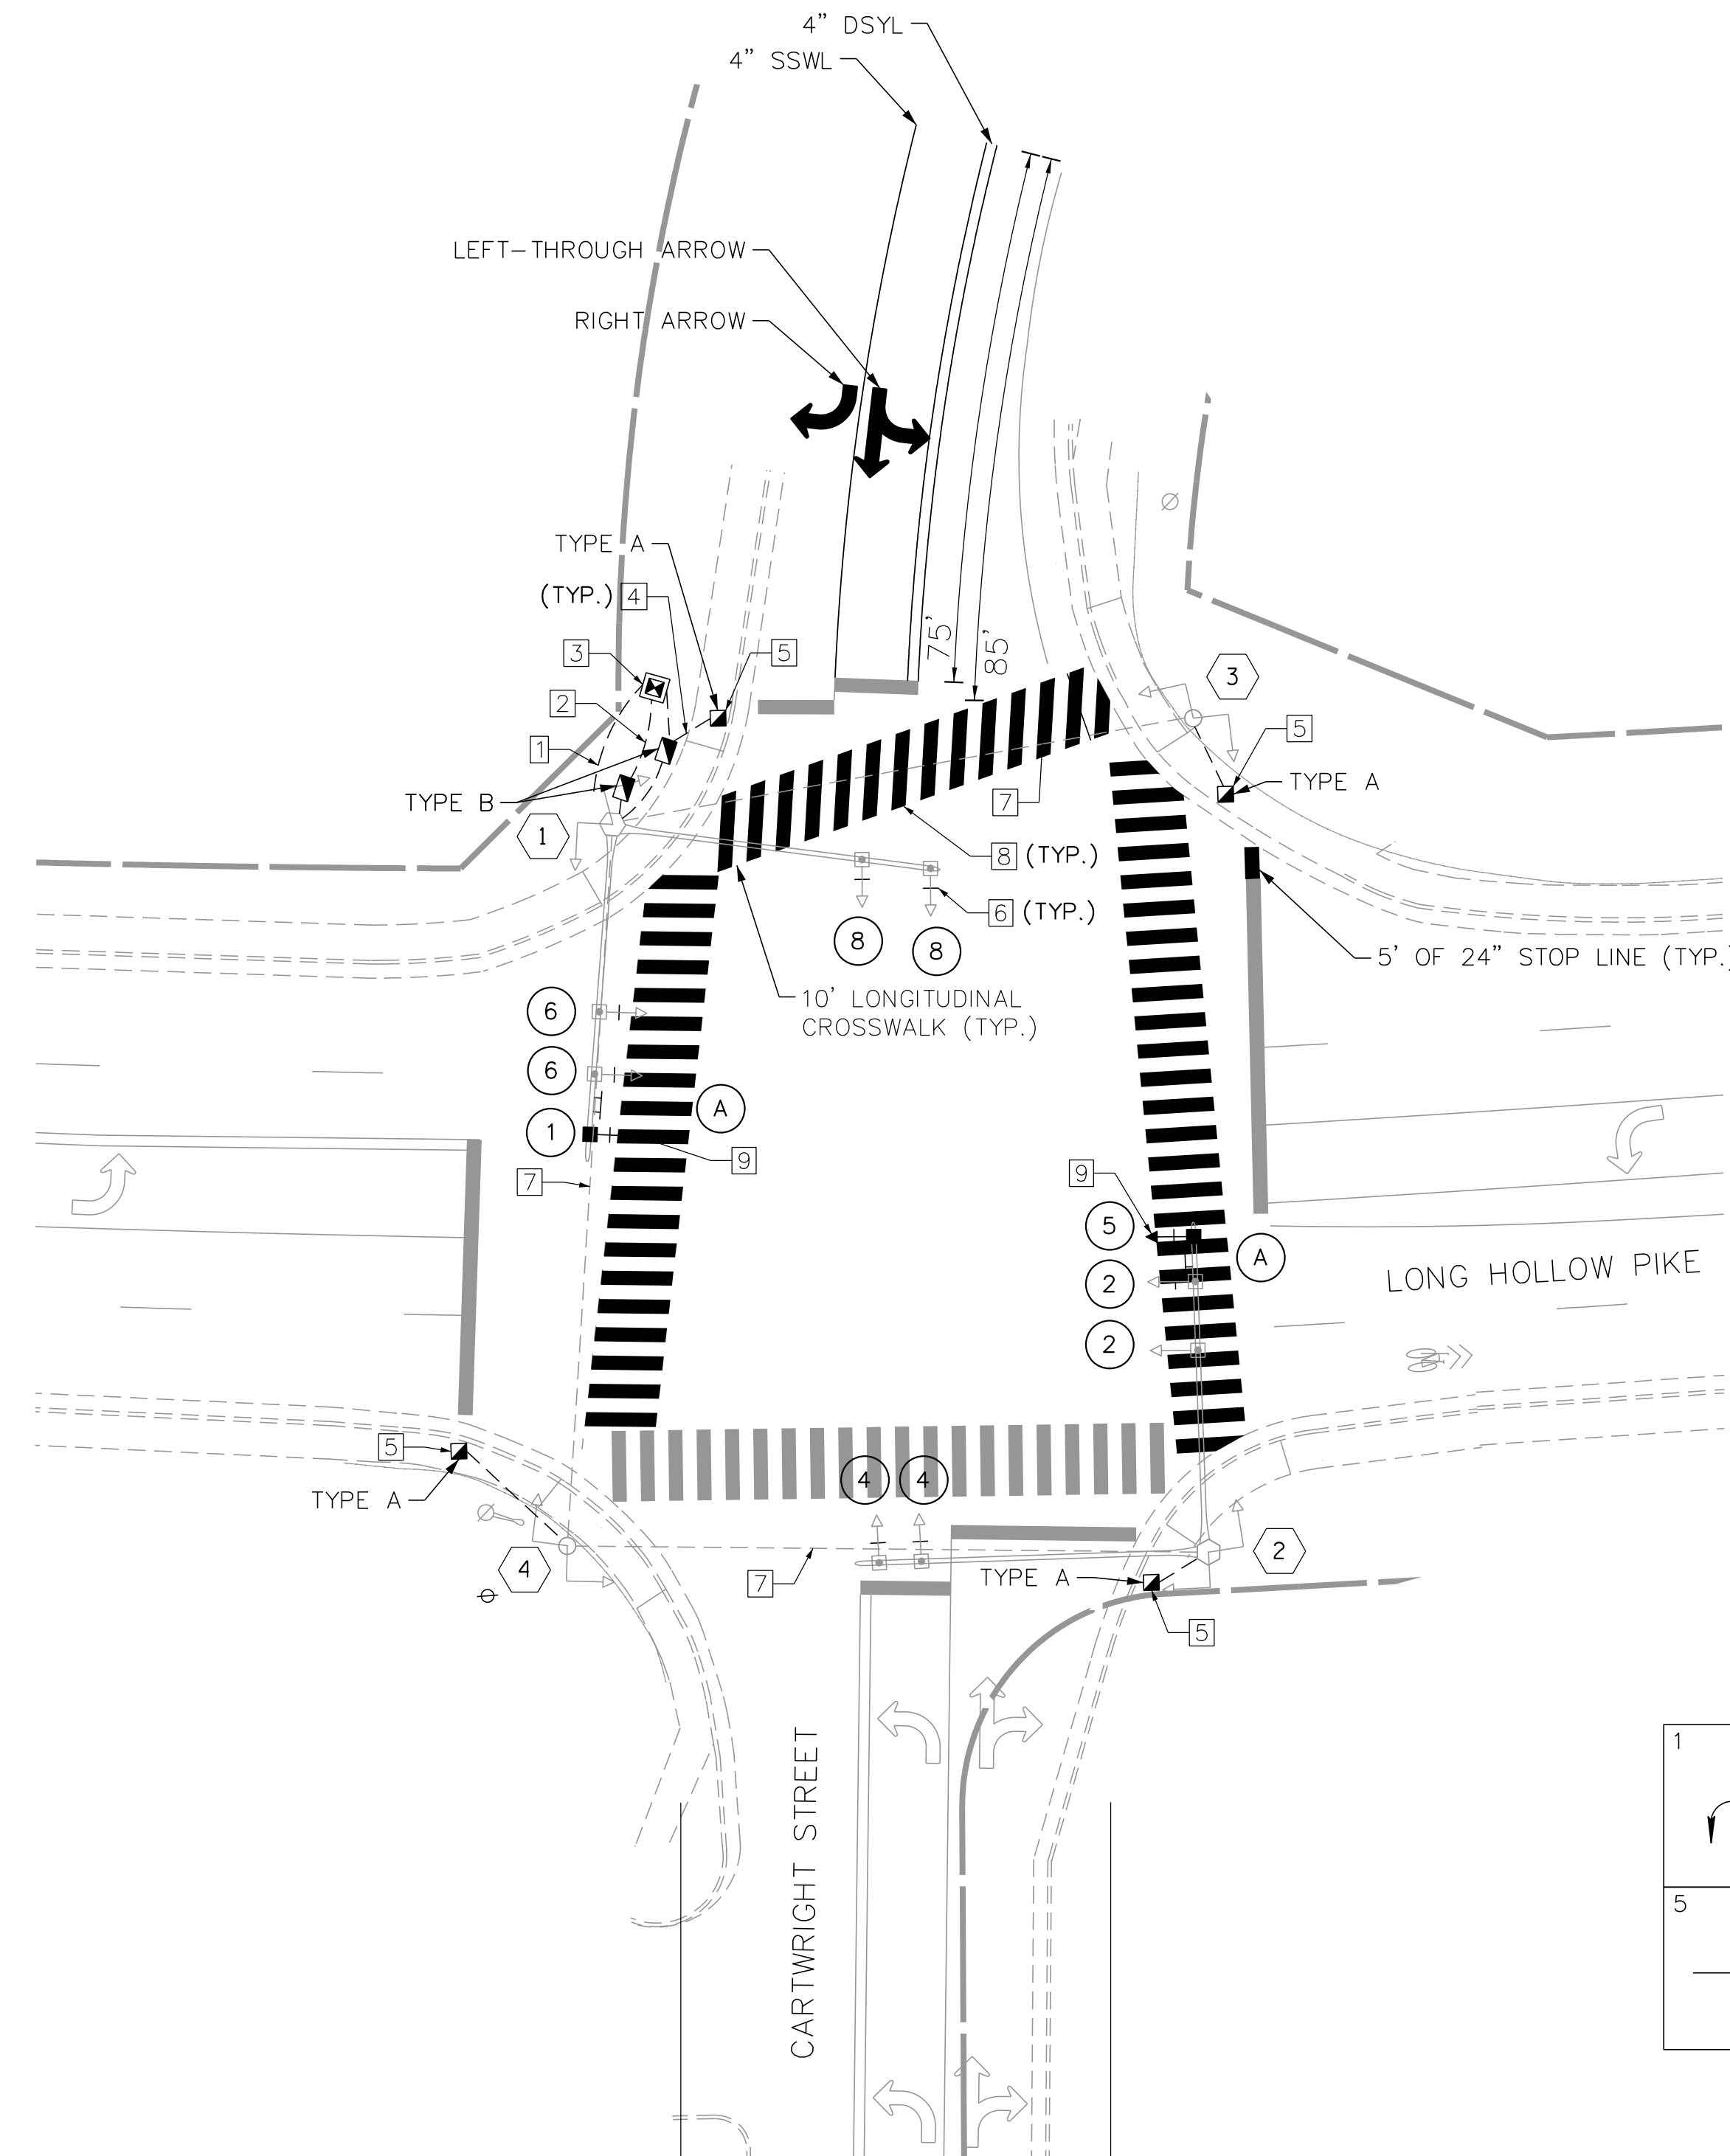 4” DSYL
4” SSWL
LEFT-THROUGH ARROW
RIGHT ARROW
TYPE A
(TYP.) 4
3
5
2
1
75'
85'
3
5
TYPE A
TYPE B
1
7
8 (TYP.)
6 (TYP.)
8
8
5' OF 24” STOP LINE (TYP.)
10' LONGITUDINAL
CROSSWALK (TYP.)
6
6
A
1
9
7
9
5
A
2
2
LONG HOLLOW PIKE
5
TYPE A
4
4
4
7
TYPE A
2
5
CARTWRIGHT STREET
1
5